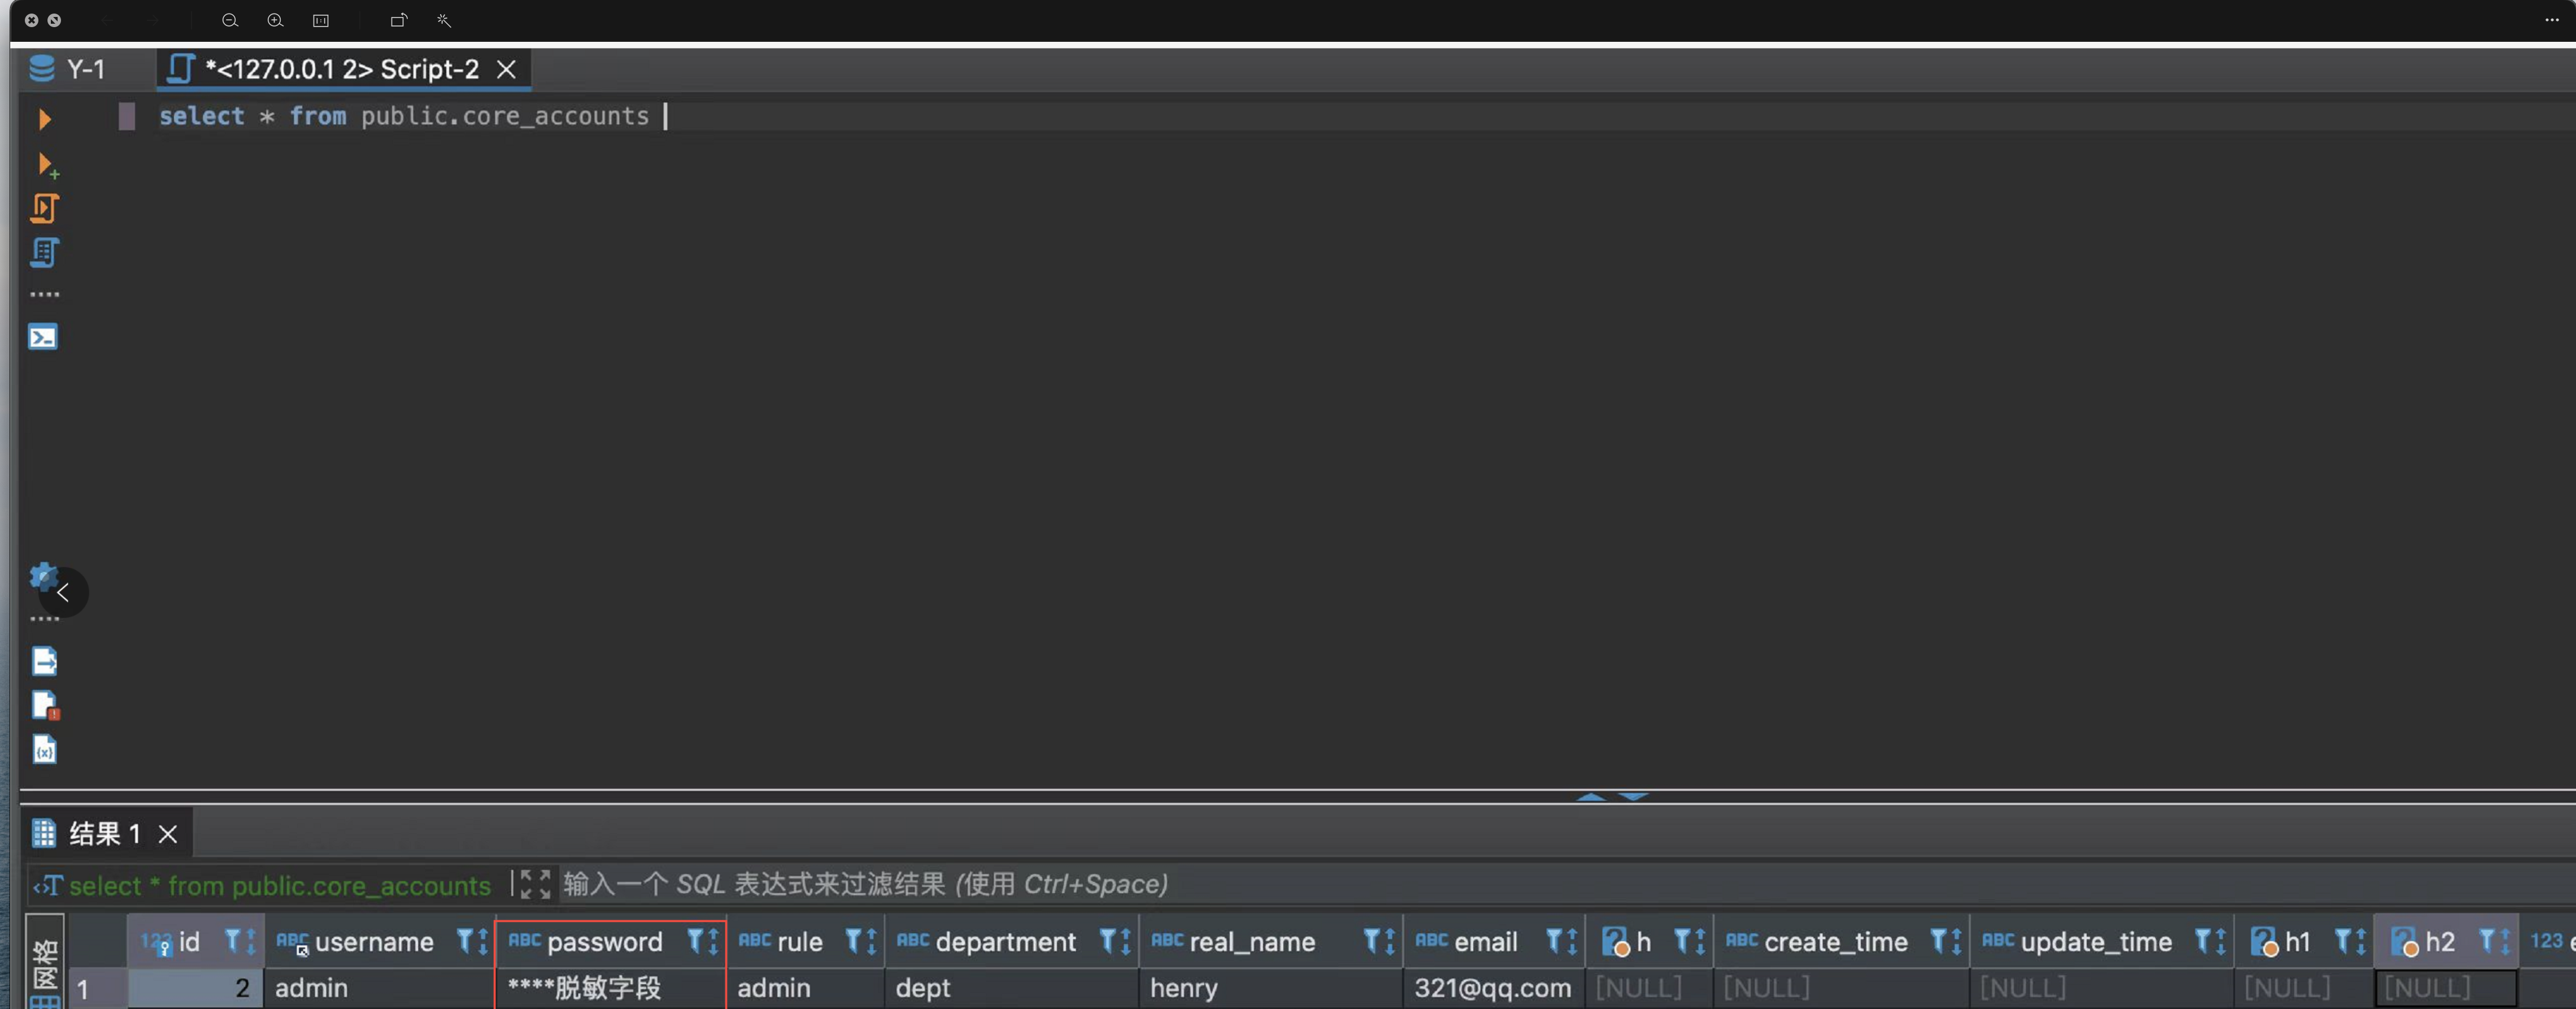 Y-1
*<127.0.0.1 2> Script-2
select * from public.core_accounts
结果 1
select * from public.core_accounts
输入一个 SQL 表达式来过滤结果 (使用 Ctrl+Space)
网格
123 id ABC username ABC password ABC rule ABC department ABC real_name ABC email h ABC create_time ABC update_time h1 h2 123
1 2 admin ****脱敏字段 admin dept henry 321@qq.com [NULL] [NULL] [NULL] [NULL] [NULL]